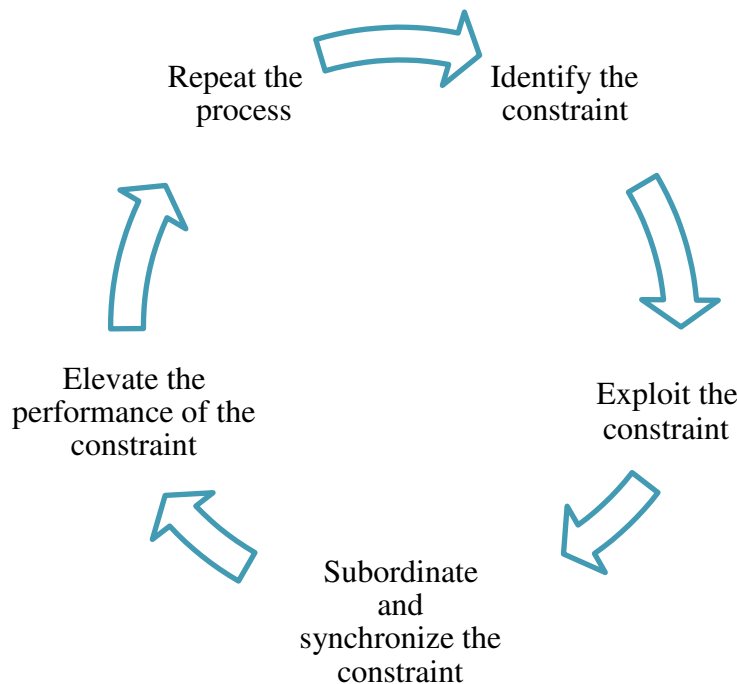 Repeat the
process
Identify the
constraint
Exploit the
constraint
Subordinate
and
synchronize the
constraint
Elevate the
performance of the
constraint